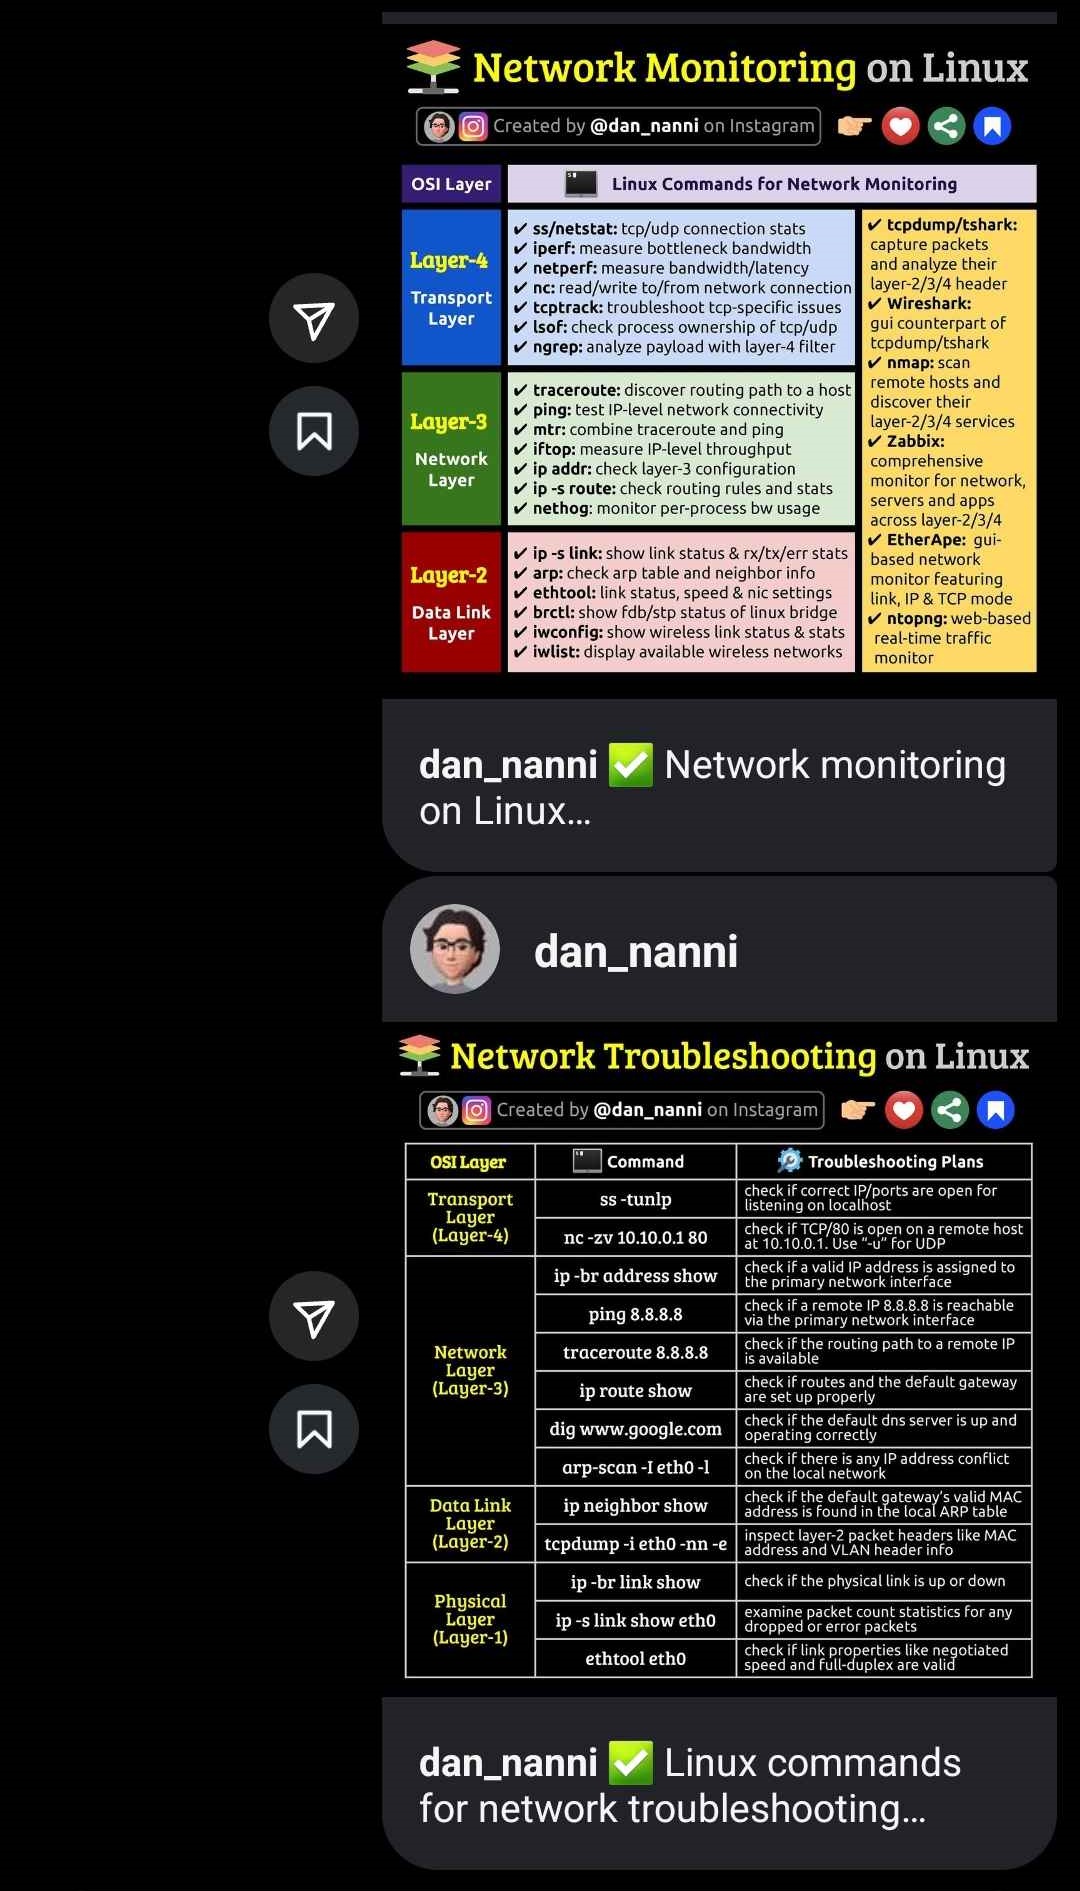 Network Monitoring on Linux
Created by @dan_nanni on Instagram
OSI Layer
Linux Commands for Network Monitoring
Layer-4
Transport
Layer
✔ ss/netstat: tcp/udp connection stats
✔ iperf: measure bottleneck bandwidth
✔ netperf: measure bandwidth/latency
✔ nc: read/write to/from network connection
✔ tcptrack: troubleshoot tcp-specific issues
✔ lsof: check process ownership of tcp/udp
✔ ngrep: analyze payload with layer-4 filter
Layer-3
Network
Layer
✔ traceroute: discover routing path to a host
✔ ping: test IP-level network connectivity
✔ mtr: combine traceroute and ping
✔ iftop: measure IP-level throughput
✔ ip addr: check layer-3 configuration
✔ ip -s route: check routing rules and stats
✔ nethog: monitor per-process bw usage
Layer-2
Data Link
Layer
✔ ip -s link: show link status & rx/tx/err stats
✔ arp: check arp table and neighbor info
✔ ethtool: link status, speed & nic settings
✔ brctl: show fdb/stp status of linux bridge
✔ iwconfig: show wireless link status & stats
✔ iwlist: display available wireless networks
✔ tcpdump/tshark:
capture packets
and analyze their
layer-2/3/4 header
✔ Wireshark:
gui counterpart of
tcpdump/tshark
✔ nmap: scan
remote hosts and
discover their
layer-2/3/4 services
✔ Zabbix:
comprehensive
monitor for network,
servers and apps
across layer-2/3/4
✔ EtherApe: gui-
based network
monitor featuring
link, IP & TCP mode
✔ ntopng: web-based
real-time traffic
monitor
dan_nanni ✅ Network monitoring
on Linux...
dan_nanni
Network Troubleshooting on Linux
Created by @dan_nanni on Instagram
OSI Layer
Command
Troubleshooting Plans
Transport
Layer
(Layer-4)
ss -tunlp
check if correct IP/ports are open for
listening on localhost
nc -zv 10.10.0.1 80
check if TCP/80 is open on a remote host
at 10.10.0.1. Use "-u" for UDP
Network
Layer
(Layer-3)
ip -br address show
check if a valid IP address is assigned to
the primary network interface
ping 8.8.8.8
check if a remote IP 8.8.8.8 is reachable
via the primary network interface
traceroute 8.8.8.8
check if the routing path to a remote IP
is available
ip route show
check if routes and the default gateway
are set up properly
dig www.google.com
check if the default dns server is up and
operating correctly
arp-scan -I eth0 -l
check if there is any IP address conflict
on the local network
Data Link
Layer
(Layer-2)
ip neighbor show
check if the default gateway's valid MAC
address is found in the local ARP table
tcpdump -i eth0 -nn -e
inspect layer-2 packet headers like MAC
address and VLAN header info
Physical
Layer
(Layer-1)
ip -br link show
check if the physical link is up or down
ip -s link show eth0
examine packet count statistics for any
dropped or error packets
ethtool eth0
check if link properties like negotiated
speed and full-duplex are valid
dan_nanni ✅ Linux commands
for network troubleshooting...